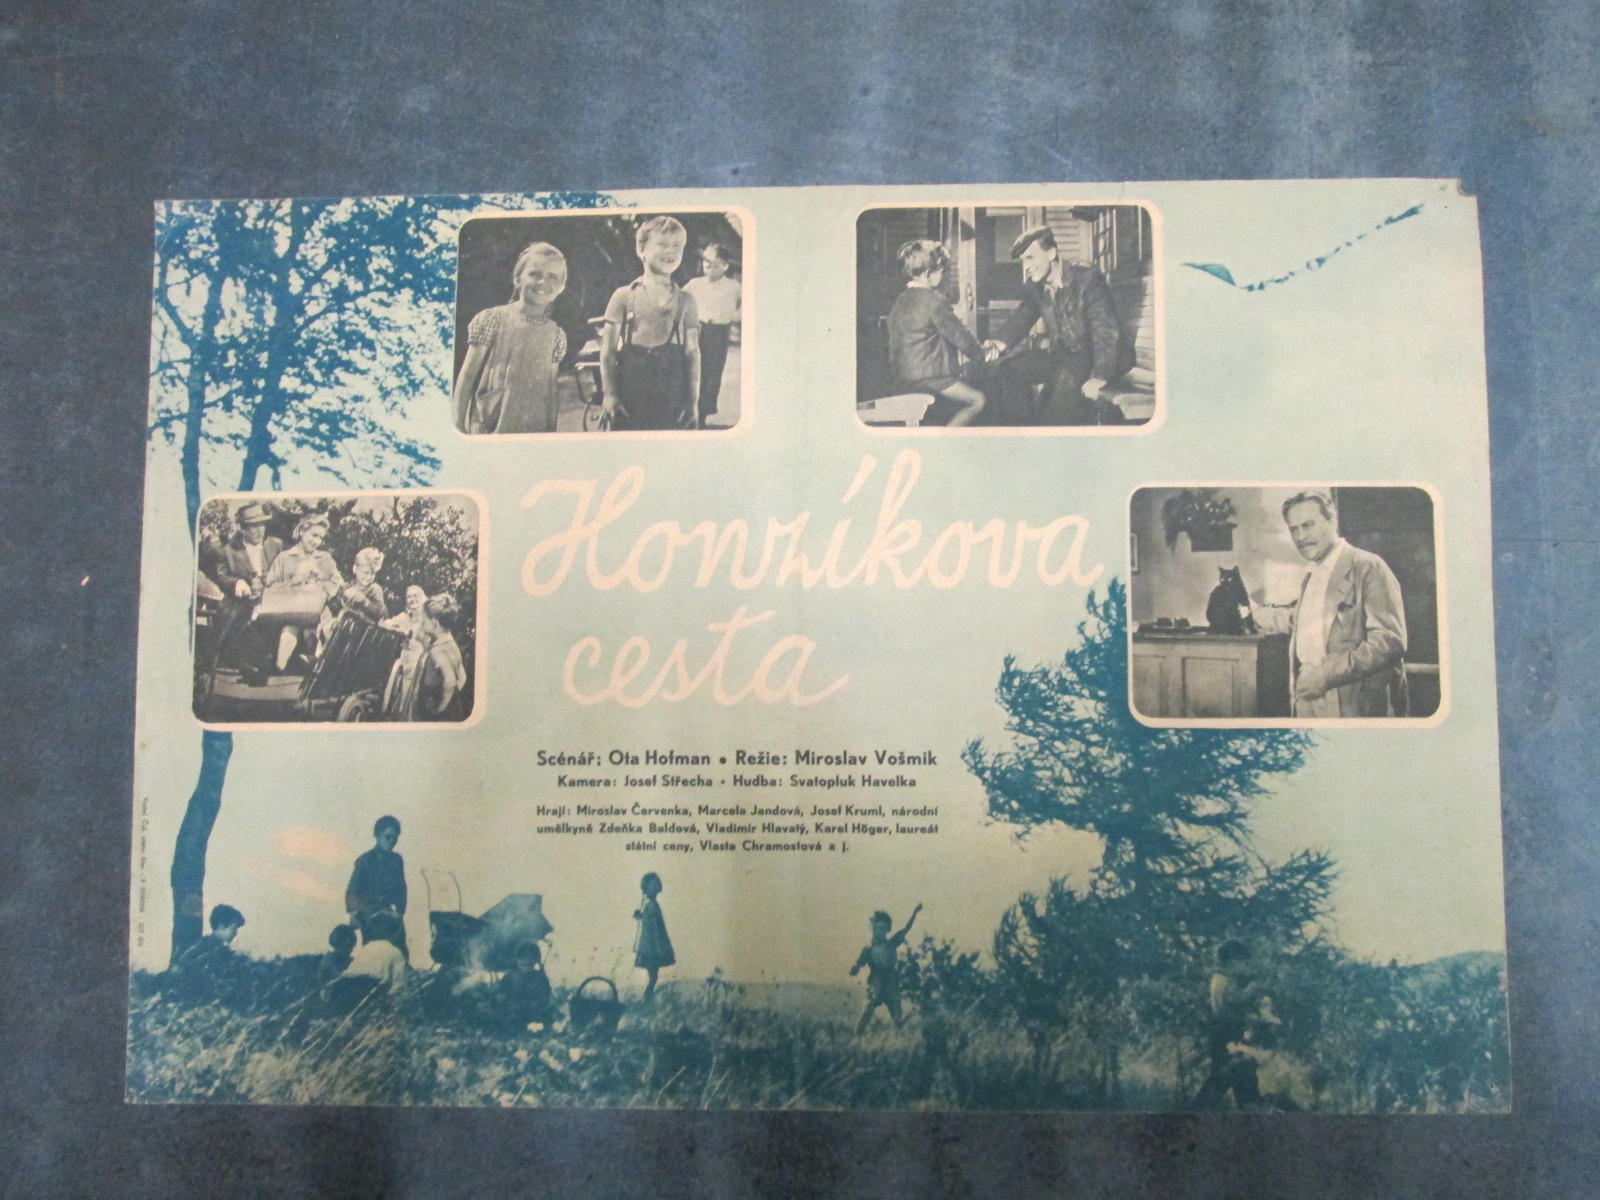 Honzíkova
cesta
Scénář: Ota Hofman • Režie: Miroslav Vošmik
Kamera: Josef Střecha • Hudba: Svatopluk Havelka
Hrají: Miroslav Červenka, Marcela Jandová, Josef Kruml, národní
umělkyně Zdeňka Baldová, Vladimír Hlavatý, Karel Höger, laureát
státní ceny, Vlasta Chramostová a j.